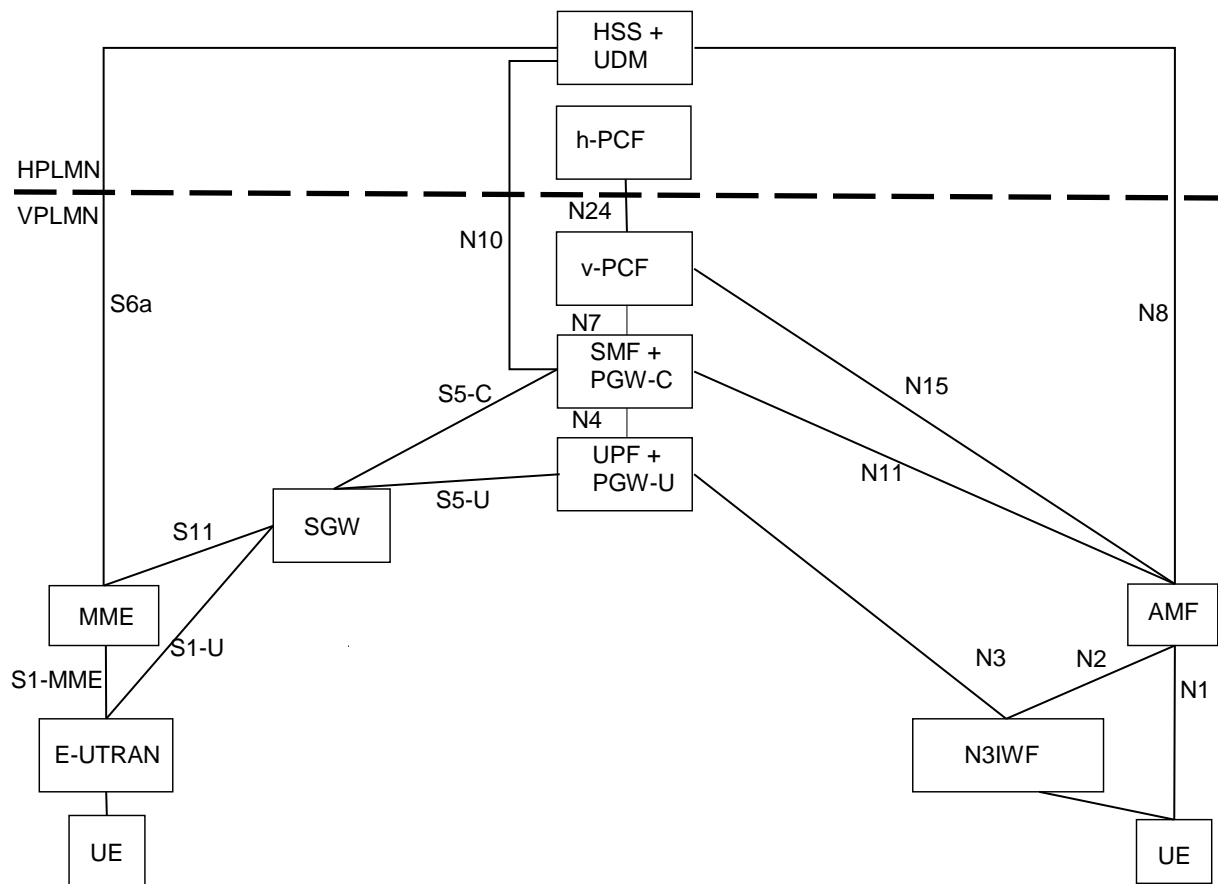 HSS +
UDM
h-PCF
HPLMN
VPLMN
N24
N10
v-PCF
S6a
N8
N7
SMF +
PGW-C
S5-C
N15
N4
UPF +
PGW-U
N11
S5-U
SGW
S11
MME
AMF
S1-U
N3
N2
S1-MME
N1
E-UTRAN
N3IWF
UE
UE